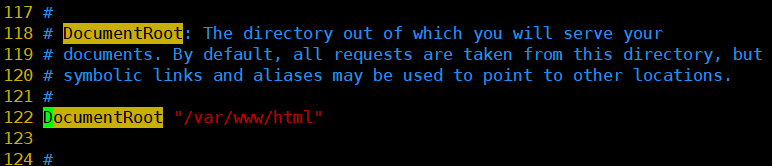 117 #
118 # DocumentRoot: The directory out of which you will serve your
119 # documents. By default, all requests are taken from this directory, but
120 # symbolic links and aliases may be used to point to other locations.
121 #
122 DocumentRoot "/var/www/html"
123
124 #